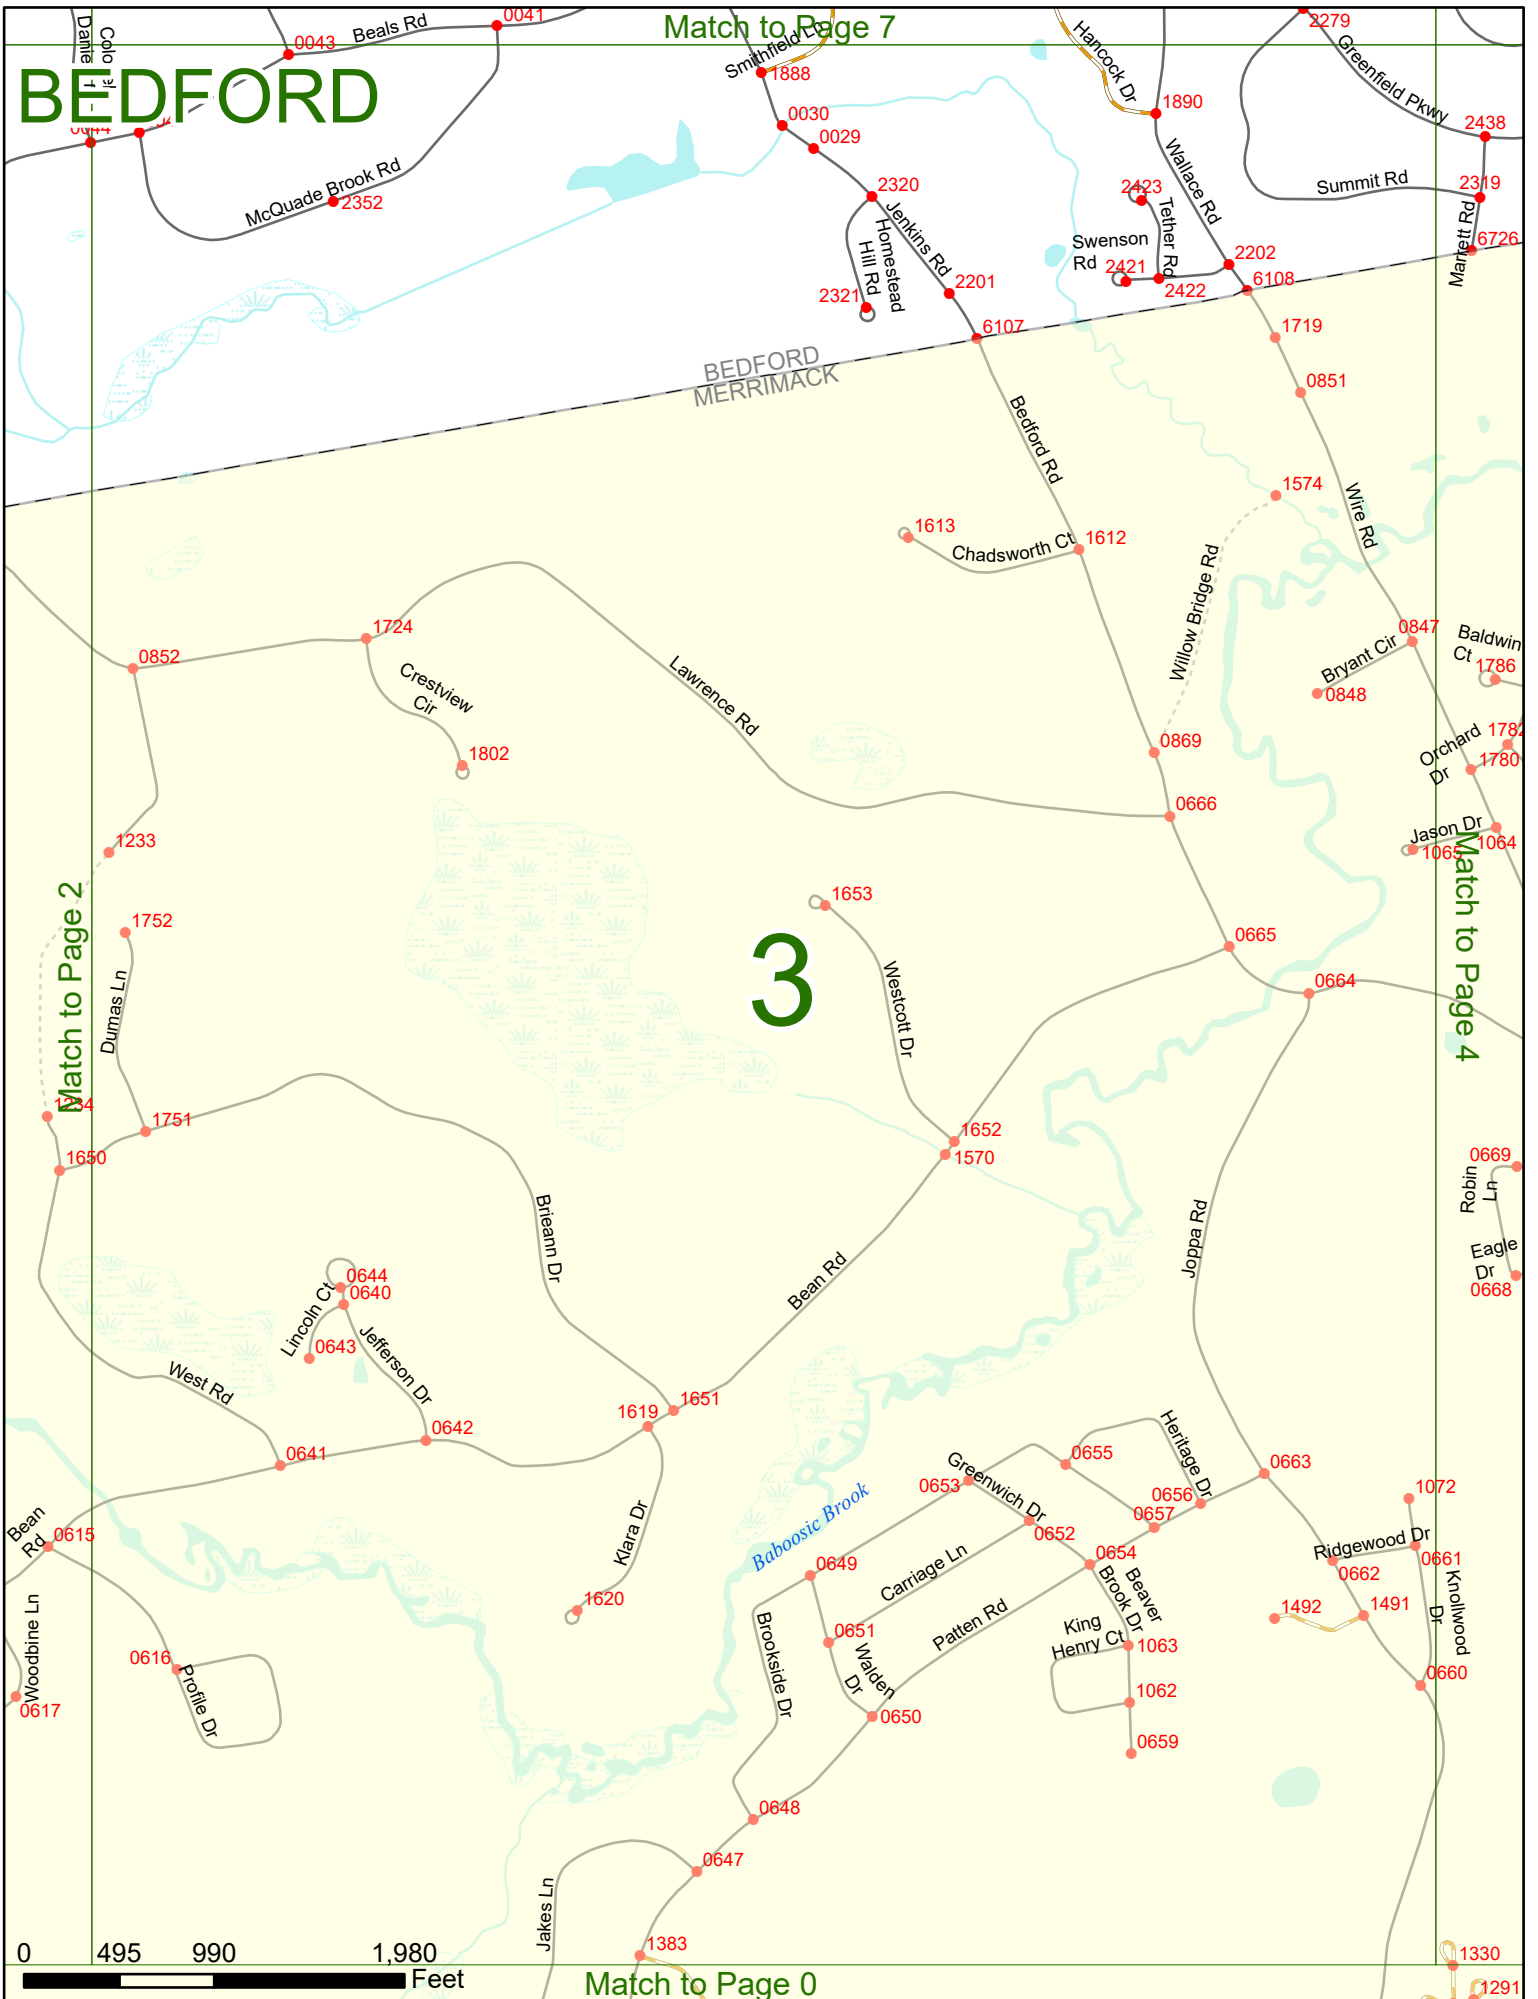 0041
Beals Rd
0043
Match to Page 7
Smithfield Ln
1888
Hancock Dr
2279
Greenfield Pkwy
BEDFORD
1890
2438
0030
0029
McQuade Brook Rd
2352
2320
Jenkins Rd
Homestead
Hill Rd
2321
2201
Wallace Rd
2423
Tether Rd
Swenson
Rd
2421
2422
2202
6108
Summit Rd
2319
Marrett Rd
6726
6107
1719
BEDFORD
MERRIMACK
0851
Bedford Rd
1574
Wire Rd
1613
Chadsworth Ct
1612
Willow Bridge Rd
1724
0852
Crestview
Cir
1802
Lawrence Rd
0847
Bryant Cir
0848
Baldwin
Ct
1786
0869
Orchard
Dr
1782
1780
0666
Jason Dr
1065
1064
1233
Match to Page 2
1752
Dumas Ln
1653
3
Westcott Dr
0665
0664
Match to Page 4
1234
1751
1650
1652
1570
0669
Robin
Ln
Eagle
Dr
0668
Brieann Dr
Joppa Rd
Bean Rd
0644
0640
Lincoln Ct
0643
Jefferson Dr
West Rd
0642
0641
1619
1651
Klara Dr
1620
Bean
Rd
0615
Woodbine Ln
0616
Profile Dr
0617
Baboosic Brook
0653
Greenwich Dr
0652
0655
Heritage Dr
0656
0657
0654
0663
1072
Ridgewood Dr
0662
0661
Knollwood
Dr
1492
1491
0660
0649
Carriage Ln
0651
Walden
Dr
Patten Rd
Brookside Dr
0650
Beaver
Brook Dr
King
Henry Ct
1063
1062
0659
0648
0647
Jakes Ln
1383
1330
1291
0 495 990 1,980
Feet
Match to Page 0